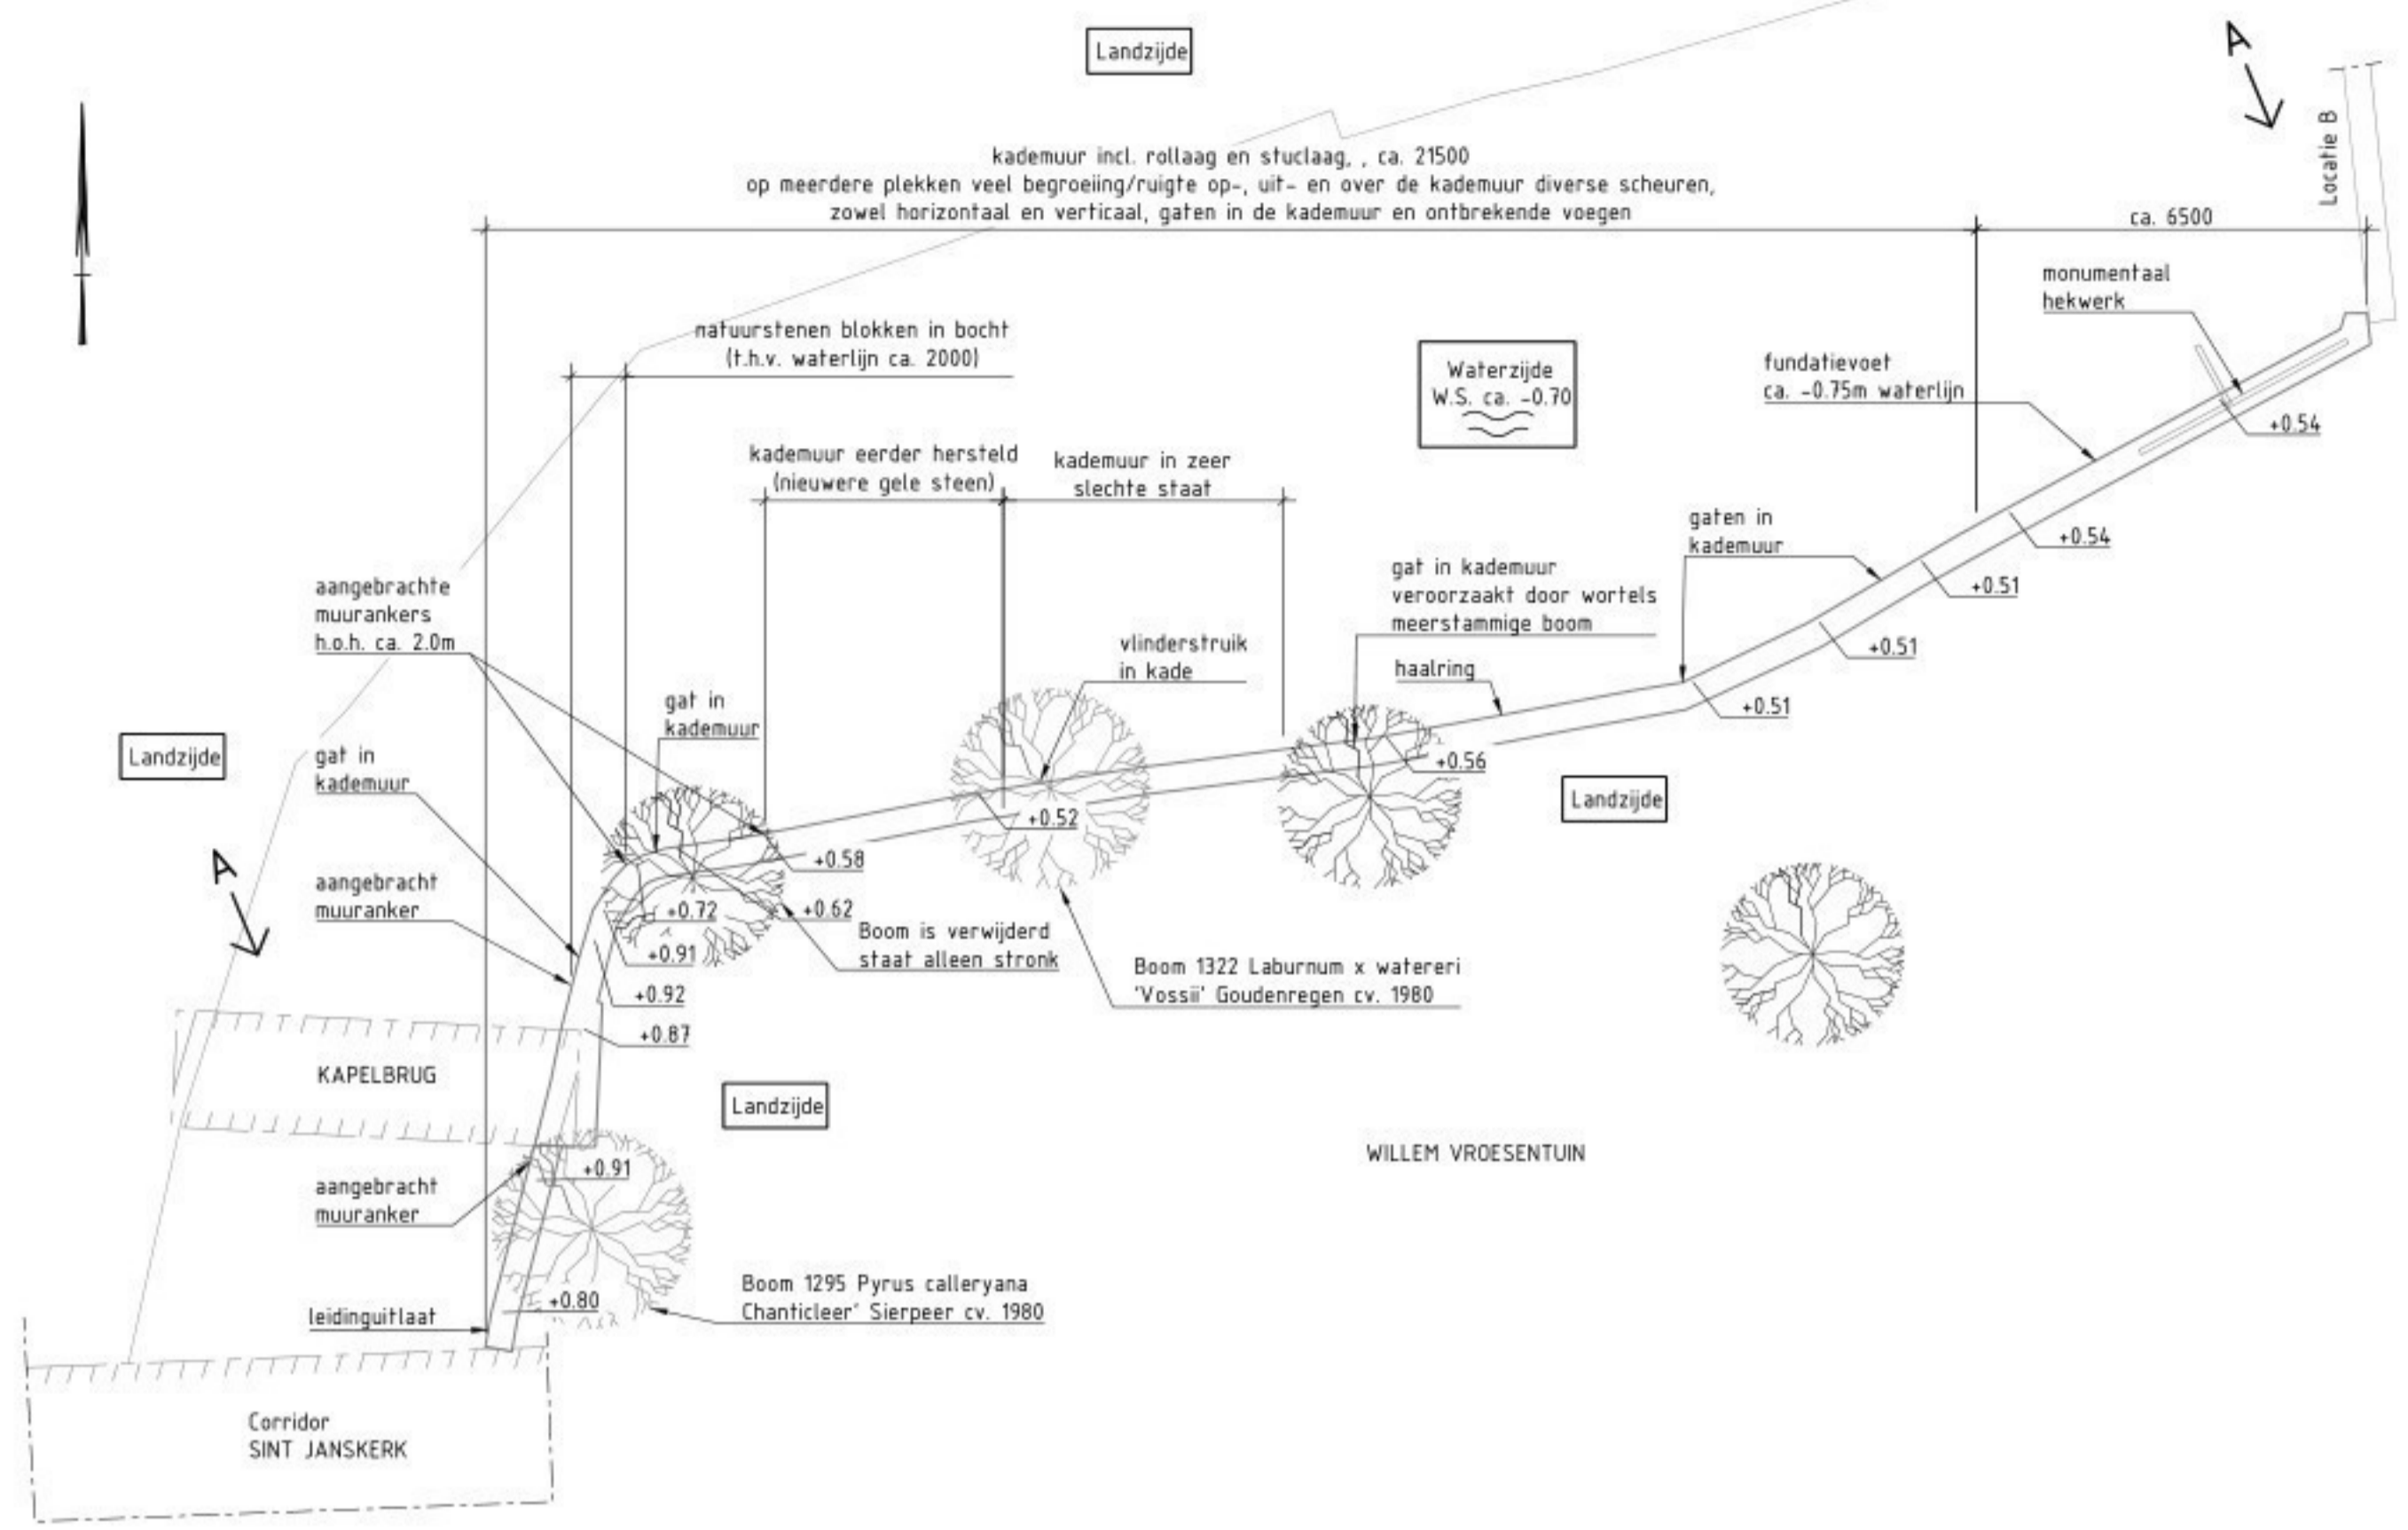 Landzijde
A
Locatie B
kademuur incl. rollaag en stuclaag, , ca. 21500
op meerdere plekken veel begroeiing/ruigte op-, uit- en over de kademuur diverse scheuren,
zowel horizontaal en verticaal, gaten in de kademuur en ontbrekende voegen
ca. 6500
monumentaal
hekwerk
natuurstenen blokken in bocht
(t.h.v. waterlijn ca. 2000)
Waterzijde
W.S. ca. -0.70
fundatievoet
ca. -0.75m waterlijn
+0.54
kademuur eerder hersteld
(nieuwere gele steen)
kademuur in zeer
slechte staat
gaten in
kademuur
+0.54
+0.51
gat in kademuur
veroorzaakt door wortels
meerstammige boom
aangebrachte
muurankers
h.o.h. ca. 2.0m
vlinderstruik
in kade
haalring
+0.51
+0.51
gat in
kademuur
Landzijde
gat in
kademuur
+0.56
Landzijde
+0.52
+0.58
A
aangebracht
muuranker
+0.72
+0.62
+0.91
Boom is verwijderd
staat alleen stronk
Boom 1322 Laburnum x watereri
'Vossii' Goudenregen cv. 1980
+0.92
+0.87
KAPELBRUG
Landzijde
WILLEM VROESENTUIN
+0.91
aangebracht
muuranker
Boom 1295 Pyrus calleryana
Chanticleer' Sierpeer cv. 1980
+0.80
leidinguitlaat
Corridor
SINT JANSKERK